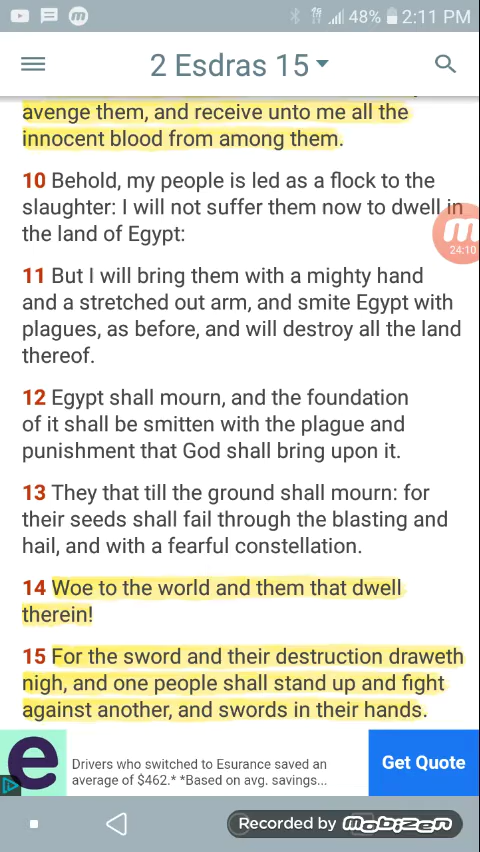 4G
48% 2:11 PM
2 Esdras 15
avenge them, and receive unto me all the
innocent blood from among them.
10 Behold, my people is led as a flock to the
slaughter: I will not suffer them now to dwell in
the land of Egypt:
24:10
11 But I will bring them with a mighty hand
and a stretched out arm, and smite Egypt with
plagues, as before, and will destroy all the land
thereof.
12 Egypt shall mourn, and the foundation
of it shall be smitten with the plague and
punishment that God shall bring upon it.
13 They that till the ground shall mourn: for
their seeds shall fail through the blasting and
hail, and with a fearful constellation.
14 Woe to the world and them that dwell
therein!
15 For the sword and their destruction draweth
nigh, and one people shall stand up and fight
against another, and swords in their hands.
Drivers who switched to Esurance saved an
average of $462.* *Based on avg. savings...
Get Quote
Recorded by mobizen